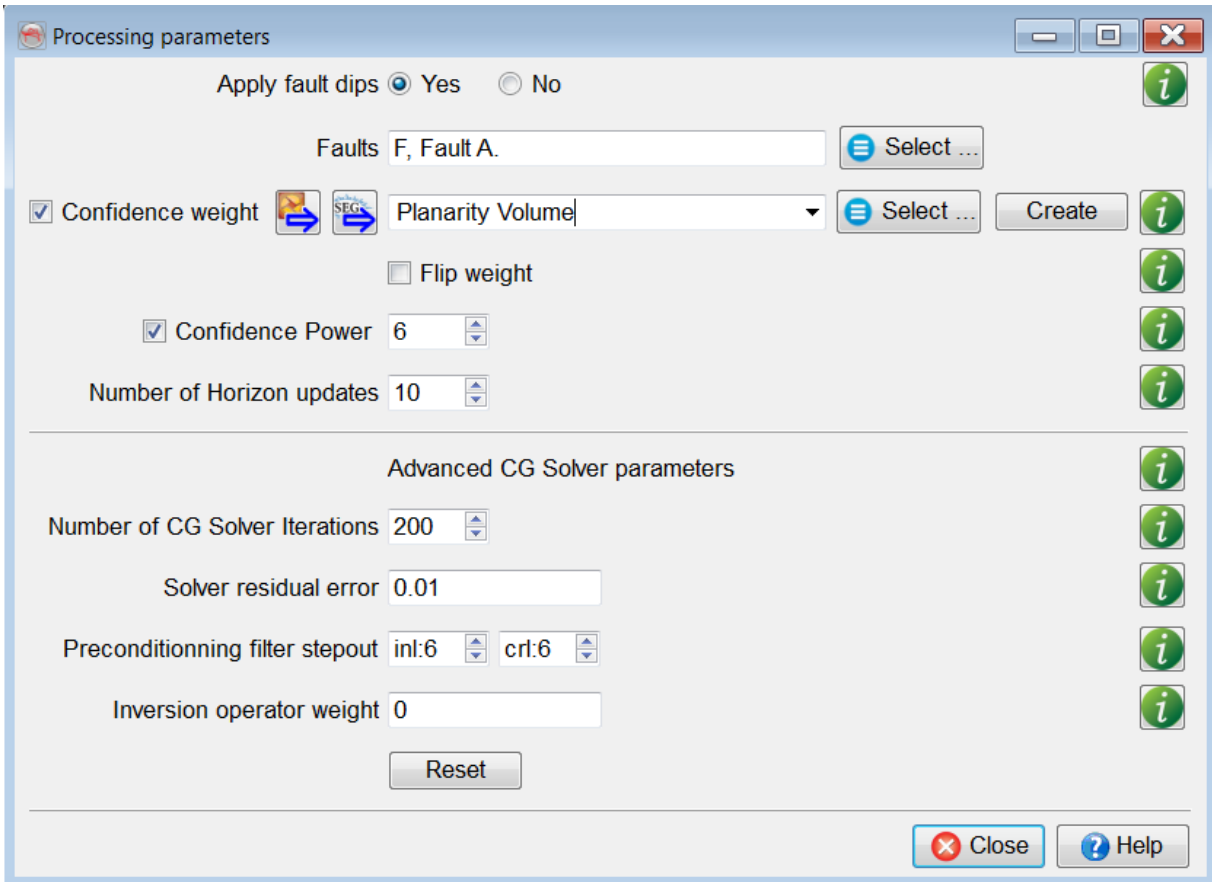 Processing parameters
Apply fault dips Yes No
Faults F, Fault A. Select ...
Confidence weight SEG Planarity Volume Select ... Create
Flip weight
Confidence Power 6
Number of Horizon updates 10
Advanced CG Solver parameters
Number of CG Solver Iterations 200
Solver residual error 0.01
Preconditionning filter stepout inl:6 crl:6
Inversion operator weight 0
Reset
Close Help